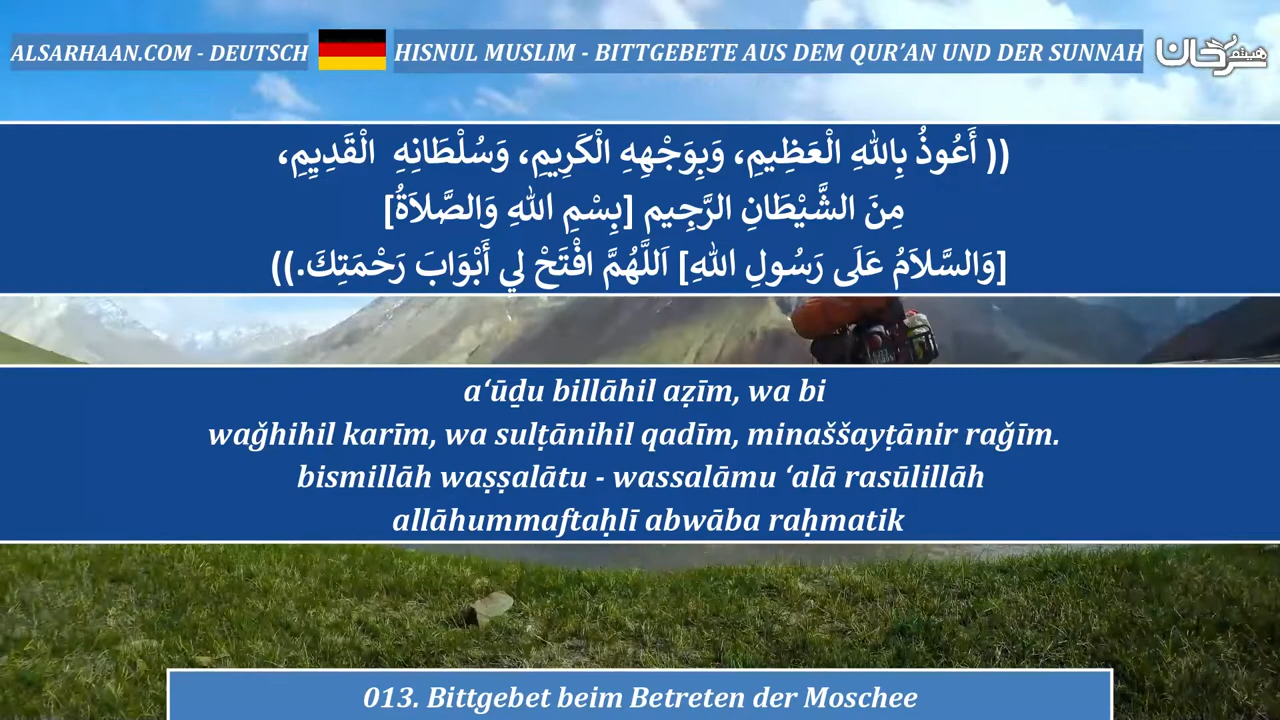 ALSARHAAN.COM - DEUTSCH HISNUL MUSLIM - BITTGEBETE AUS DEM QUR’AN UND DER SUNNAH
(( أَعُوذُ بِاللهِ الْعَظِيمِ، وَبِوَجْهِهِ الْكَرِيمِ، وَسُلْطَانِهِ الْقَدِيِمِ،
مِنَ الشَّيْطَانِ الرَّجِيم [بِسْمِ اللهِ وَالصَّلاَةُ]
[وَالسَّلاَمُ عَلَى رَسُولِ اللهِ] اَللَّهُمَّ افْتَحْ لِي أَبْوَابَ رَحْمَتِكَ.))
a‘ūḏu billāhil aẓīm, wa bi
waǧhihil karīm, wa sulṭānihil qadīm, minaššayṭānir raǧīm.
bismillāh waṣṣalātu - wassalāmu ‘alā rasūlillāh
allāhummaftaḥlī abwāba raḥmatik
013. Bittgebet beim Betreten der Moschee